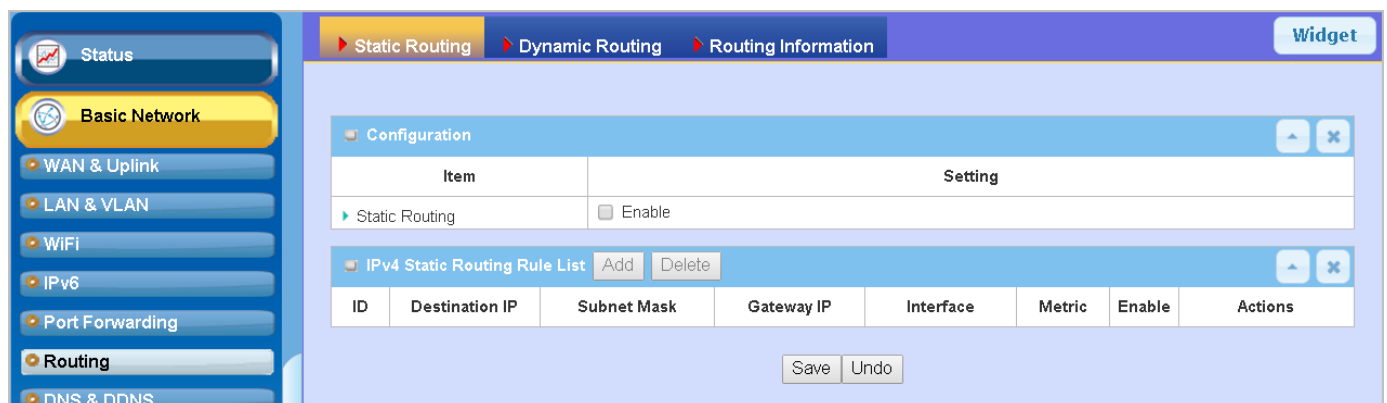 Status
Basic Network
WAN & Uplink
LAN & VLAN
WiFi
IPv6
Port Forwarding
Routing
DNS & DDNS
Static Routing Dynamic Routing Routing Information
Widget
Configuration
Item Setting
Static Routing Enable
IPv4 Static Routing Rule List Add Delete
ID Destination IP Subnet Mask Gateway IP Interface Metric Enable Actions
Save Undo